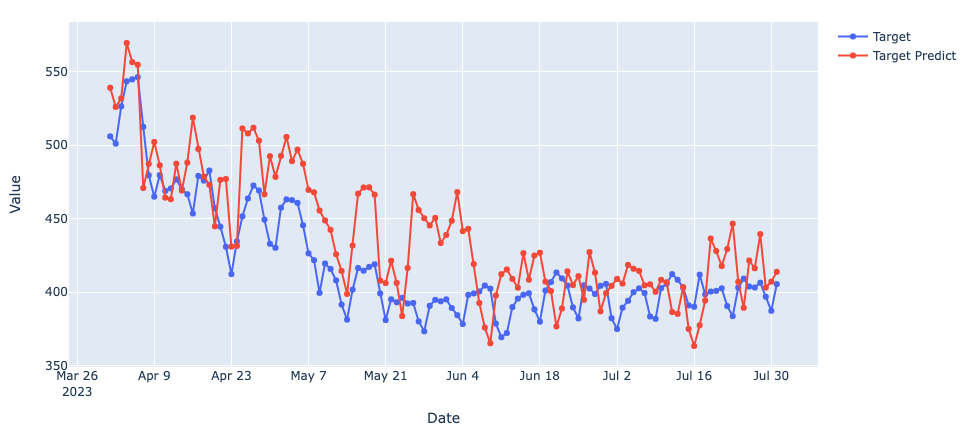 Target
Target Predict
550
500
450
400
350
Value
Mar 26
2023
Apr 9
Apr 23
May 7
May 21
Jun 4
Jun 18
Jul 2
Jul 16
Jul 30
Date